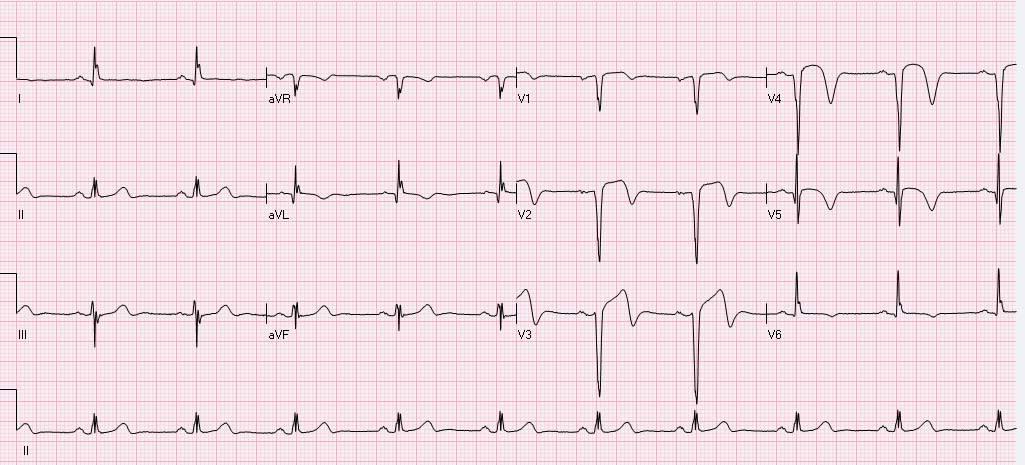 I aVR V1 V4
II aVL V2 V5
III aVF V3 V6
II